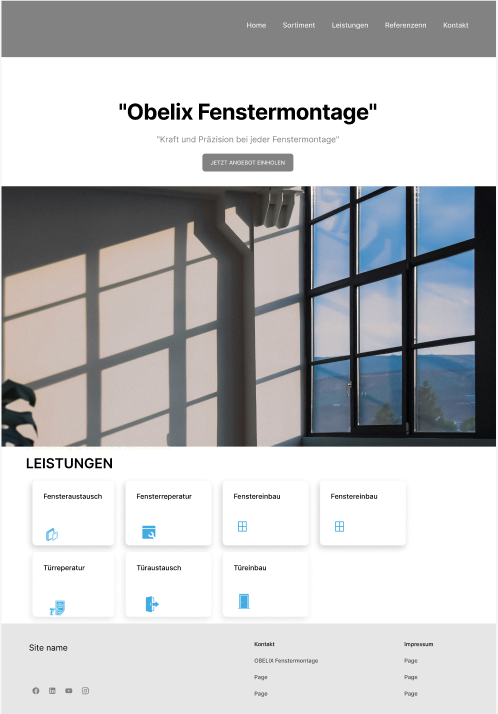 Home Sortiment Leistungen Referenzenn Kontakt
"Obelix Fenstermontage"
"Kraft und Präzision bei jeder Fenstermontage"
JETZT ANGEBOT EINHOLEN
LEISTUNGEN
Fensteraustausch Fensterreperatur Fenstereinbau Fenstereinbau
Türreperatur Türaustausch Türeinbau
Site name Kontakt Impressum
OBELIX Fenstermontage Page
Page Page
Page Page